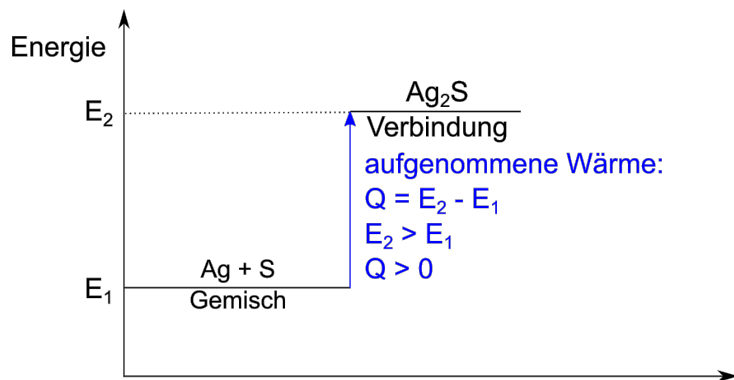 Energie
Ag₂S
E₂
Verbindung
aufgenommene Wärme:
Q = E₂ - E₁
E₂ > E₁
Q > 0
Ag + S
E₁
Gemisch